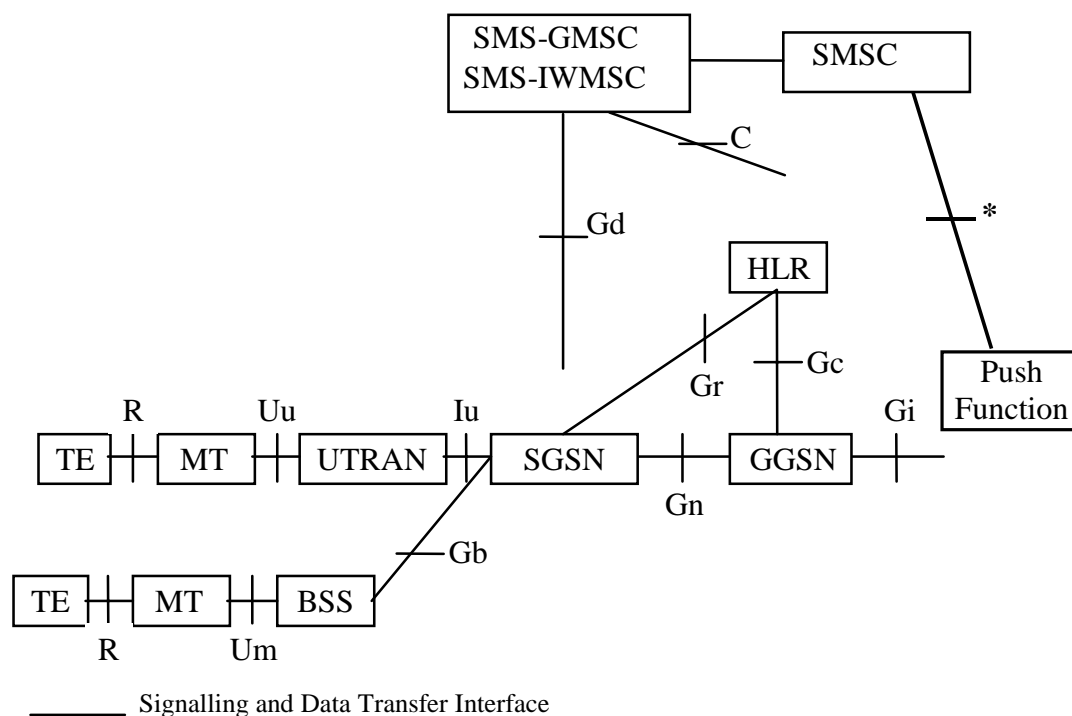 SMS-GMSC
SMS-IWMSC
SMSC
C
*
Gd
HLR
Gr
Gc
Push
Function
R
Uu
Iu
Gi
TE
MT
UTRAN
SGSN
GGSN
Gn
Gb
TE
MT
BSS
R
Um
Signalling and Data Transfer Interface